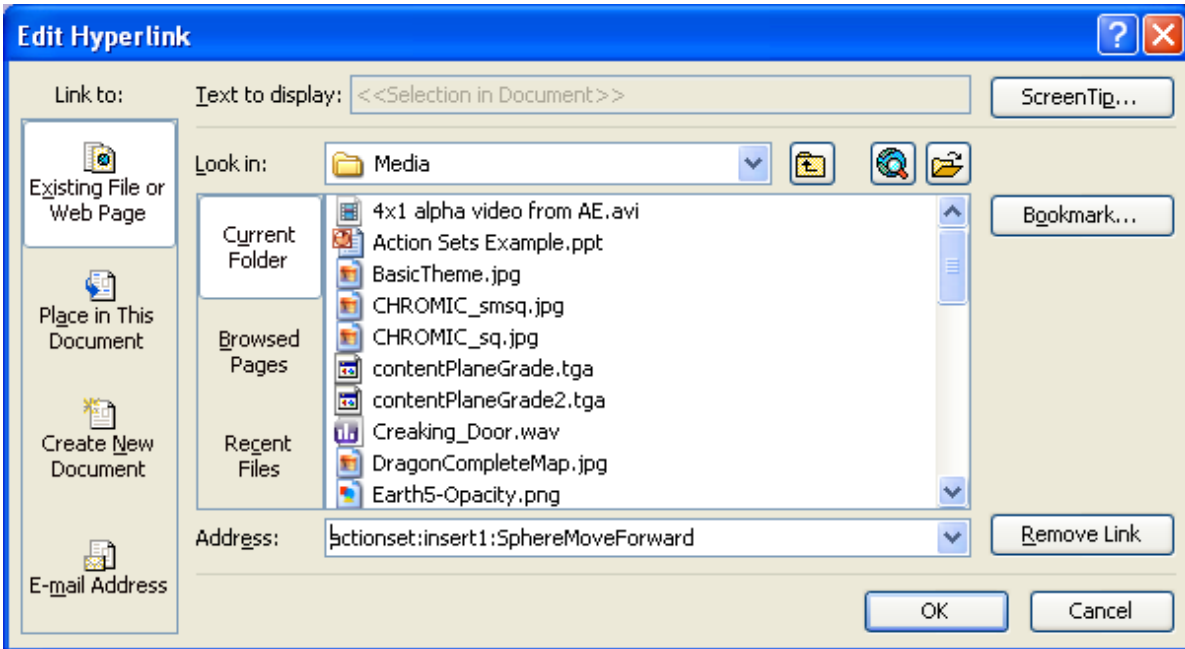 Edit Hyperlink
Link to:
Text to display: <<Selection in Document>>
ScreenTip...
Existing File or
Web Page
Place in This
Document
Create New
Document
E-mail Address
Look in: Media
Current
Folder
Browsed
Pages
Recent
Files
4x1 alpha video from AE.avi
Action Sets Example.ppt
BasicTheme.jpg
CHROMIC_smsq.jpg
CHROMIC_sq.jpg
contentPlaneGrade.tga
contentPlaneGrade2.tga
Creaking_Door.wav
DragonCompleteMap.jpg
Earth5-Opacity.png
Bookmark...
Address: actionset:insert1:SphereMoveForward
Remove Link
OK
Cancel